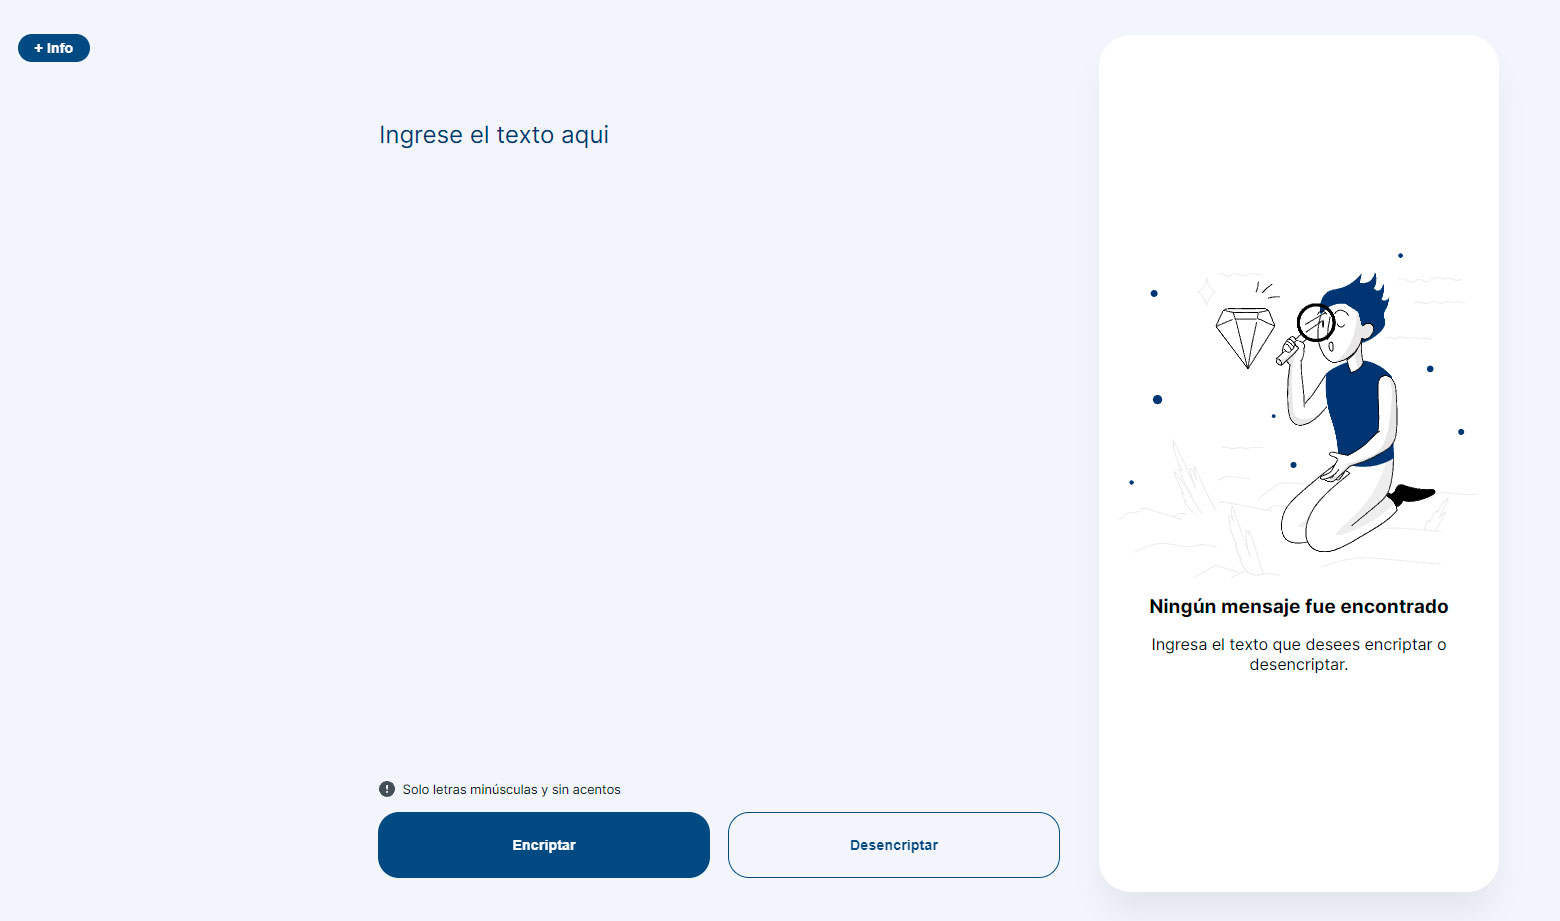 + Info
Ingrese el texto aqui
Solo letras minúsculas y sin acentos
Encriptar
Desencriptar
Ningún mensaje fue encontrado
Ingresa el texto que desees encriptar o
desencriptar.